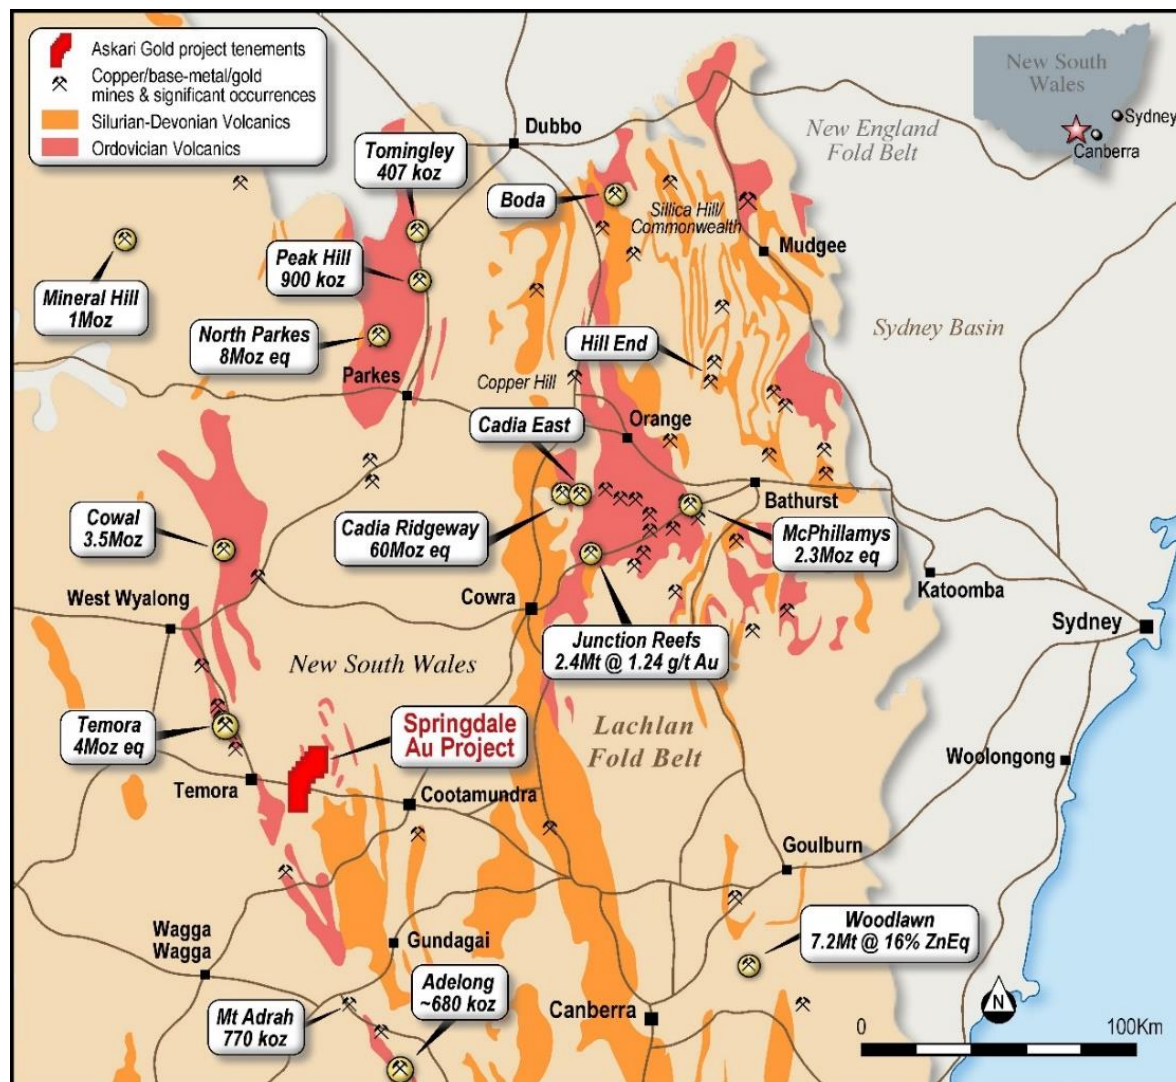 Askari Gold project tenements
Copper/base-metal/gold
mines & significant occurrences
Silurian-Devonian Volcanics
Ordovician Volcanics
New South
Wales
Sydney
Canberra
New England
Fold Belt
Dubbo
Tomingley
407 koz
Boda
Sillica Hill/
Commonwealth
Mudgee
Peak Hill
900 koz
Mineral Hill
1Moz
North Parkes
8Moz eq
Sydney Basin
Hill End
Parkes
Copper Hill
Cadia East
Orange
Cowal
3.5Moz
Cadia Ridgeway
60Moz eq
Bathurst
McPhillamys
2.3Moz eq
Katoomba
West Wyalong
Cowra
Sydney
Junction Reefs
2.4Mt @ 1.24 g/t Au
New South Wales
Temora
4Moz eq
Springdale
Au Project
Lachlan
Fold Belt
Woolongong
Temora
Cootamundra
Goulburn
Wagga
Wagga
Gundagai
Woodlawn
7.2Mt @ 16% ZnEq
Adelong
~680 koz
Mt Adrah
770 koz
Canberra
N
0
100Km